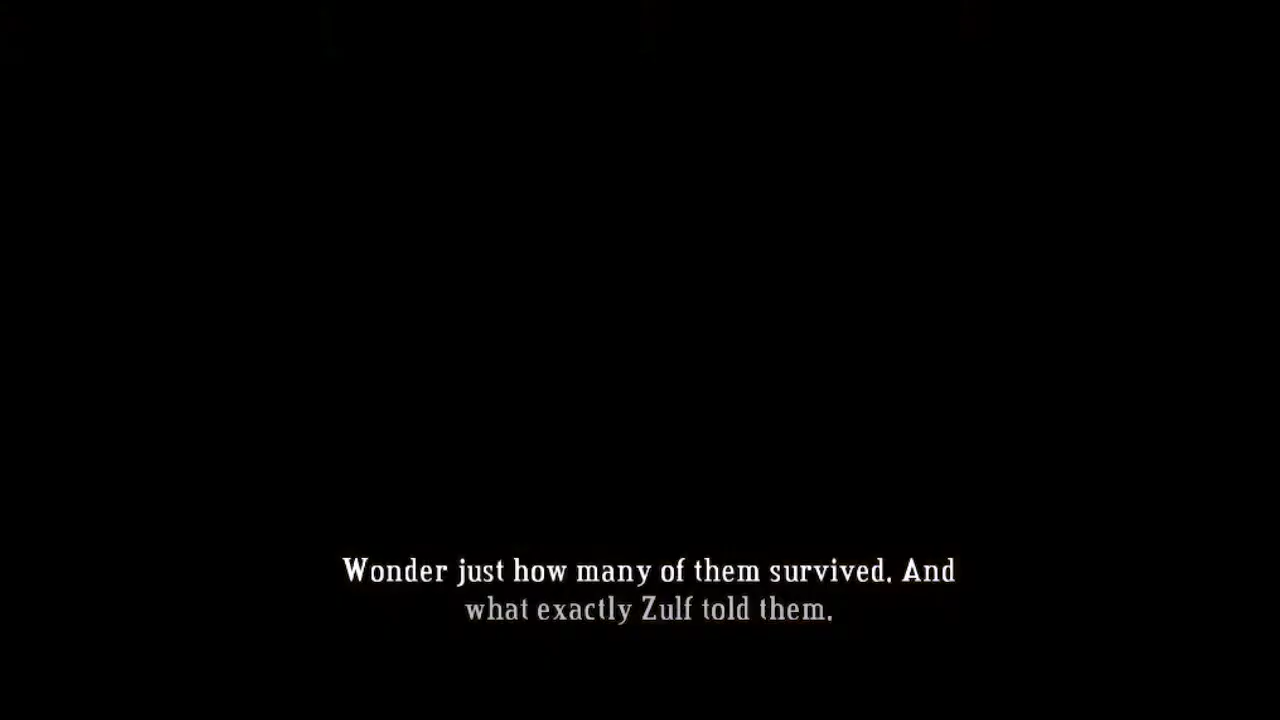 Wonder just how many of them survived. And
what exactly Zulf told them.